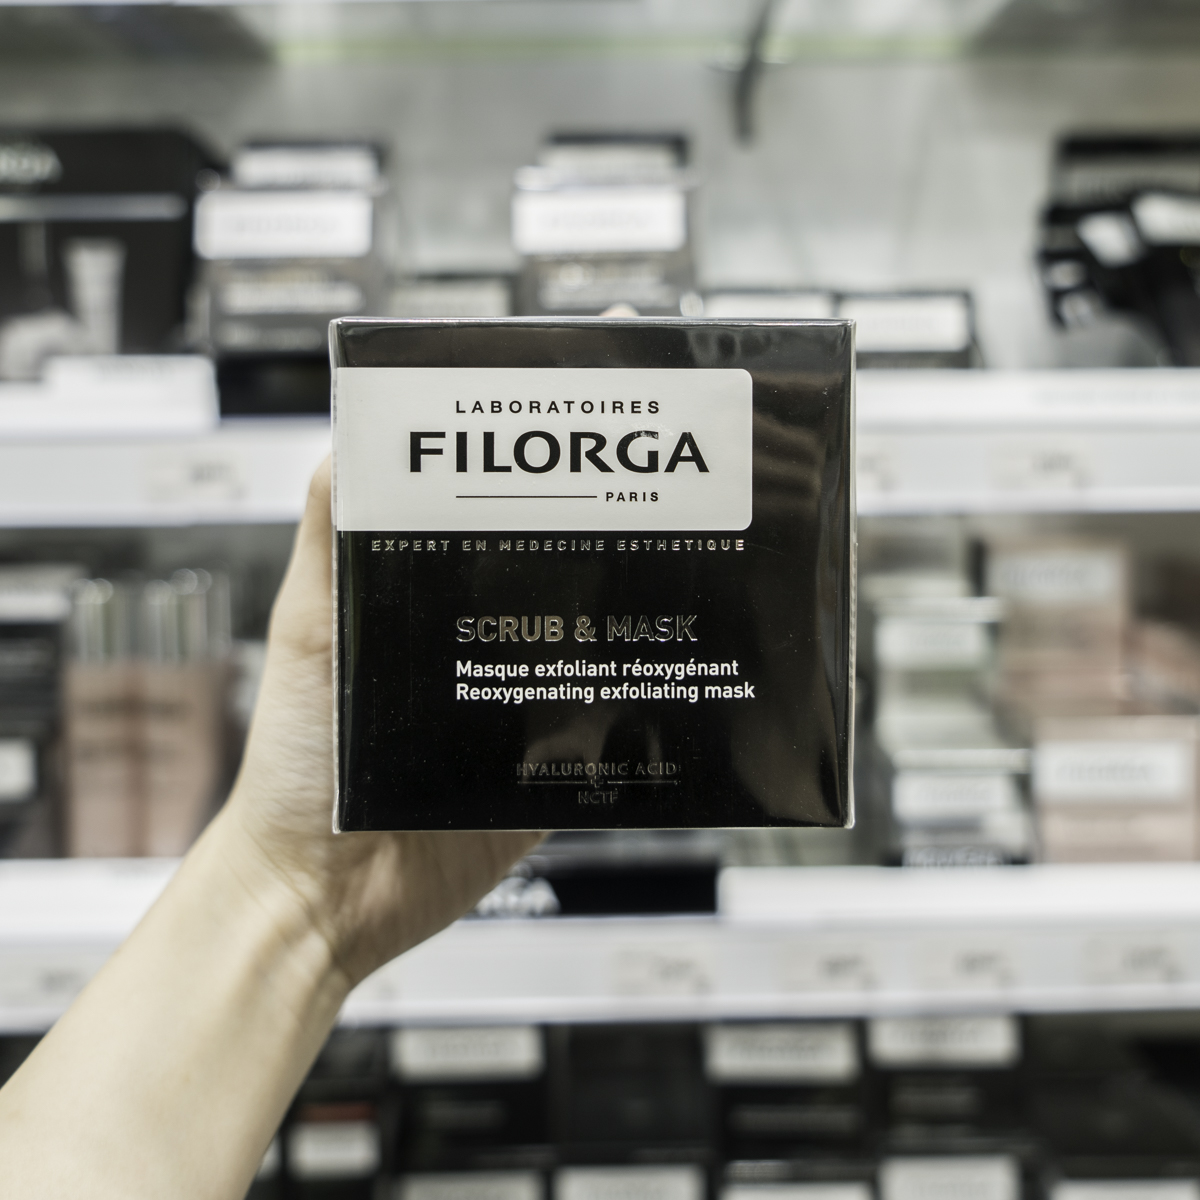 LABORATOIRES
FILORGA
PARIS
EXPERT EN MEDECINE ESTHETIQUE
SCRUB & MASK
Masque exfoliant réoxygénant
Reoxygenating exfoliating mask
HYALURONIC ACID
+
NCTF